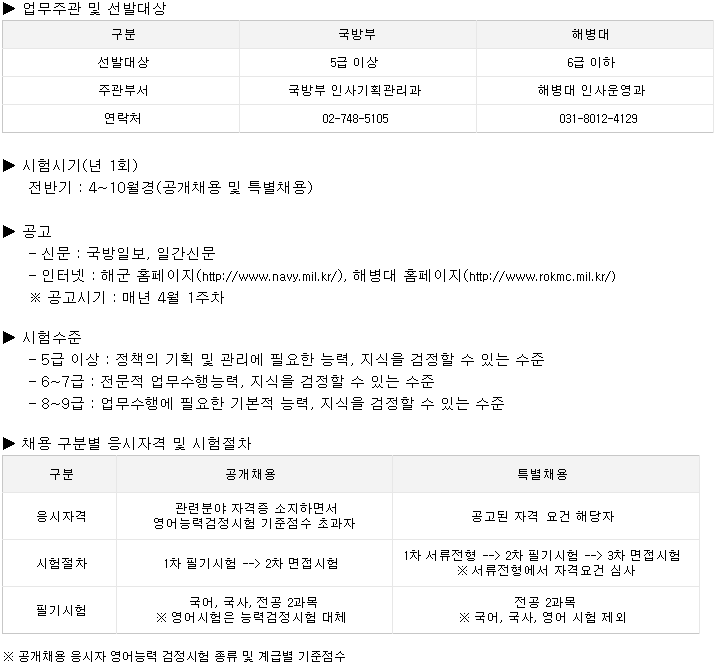 ▶ 업무주관 및 선발대상
구분 국방부 해병대
선발대상 5급 이상 6급 이하
주관부서 국방부 인사기획관리과 해병대 인사운영과
연락처 02-748-5105 031-8012-4129
▶ 시험시기(년 1회)
전반기 : 4~10월경(공개채용 및 특별채용)
▶ 공고
- 신문 : 국방일보, 일간신문
- 인터넷 : 해군 홈페이지(http://www.navy.mil.kr/), 해병대 홈페이지(http://www.rokmc.mil.kr/)
※ 공고시기 : 매년 4월 1주차
▶ 시험수준
- 5급 이상 : 정책의 기획 및 관리에 필요한 능력, 지식을 검정할 수 있는 수준
- 6~7급 : 전문적 업무수행능력, 지식을 검정할 수 있는 수준
- 8~9급 : 업무수행에 필요한 기본적 능력, 지식을 검정할 수 있는 수준
▶ 채용 구분별 응시자격 및 시험절차
구분 공개채용 특별채용
응시자격 관련분야 자격증 소지하면서 공고된 자격 요건 해당자
영어능력검정시험 기준점수 초과자
시험절차 1차 필기시험 --> 2차 면접시험 1차 서류전형 --> 2차 필기시험 --> 3차 면접시험
※ 서류전형에서 자격요건 심사
필기시험 국어, 국사, 전공 2과목 전공 2과목
※ 영어시험은 능력검정시험 대체 ※ 국어, 국사, 영어 시험 제외
※ 공개채용 응시자 영어능력 검정시험 종류 및 계급별 기준점수